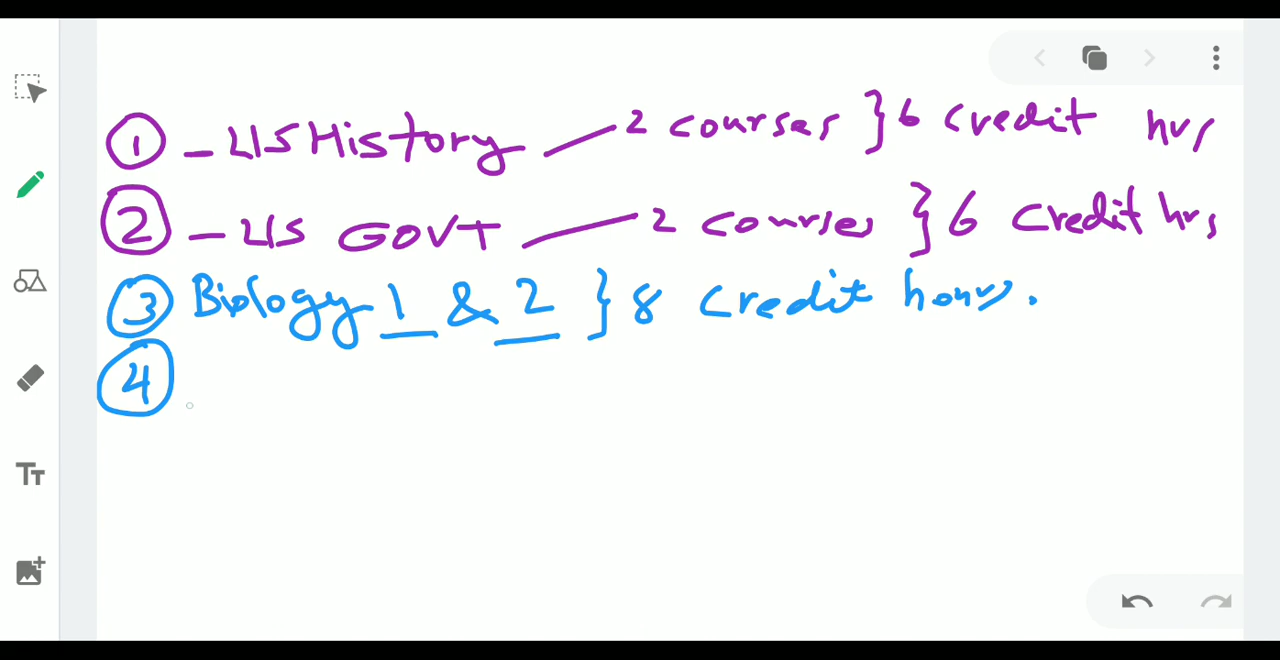 ① - US History — 2 courses } 6 credit hrs
② - US GOVT — 2 courses } 6 credit hrs
③ Biology 1 & 2 } 8 credit hours.
④
TT